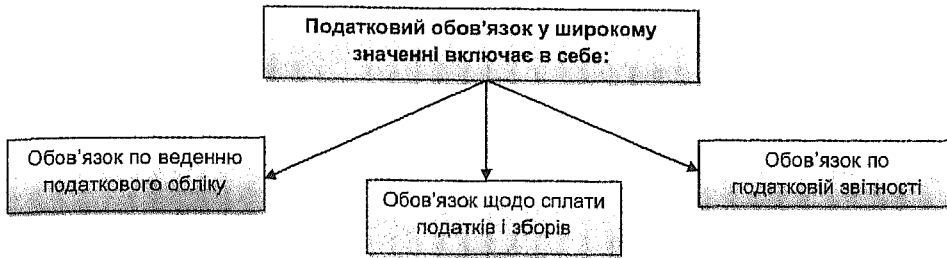 Податковий обов'язок у широкому
значенні включає в себе:
Обов'язок по веденню
податкового обліку
Обов'язок щодо сплати
податків і зборів
Обов'язок по
податковій звітності